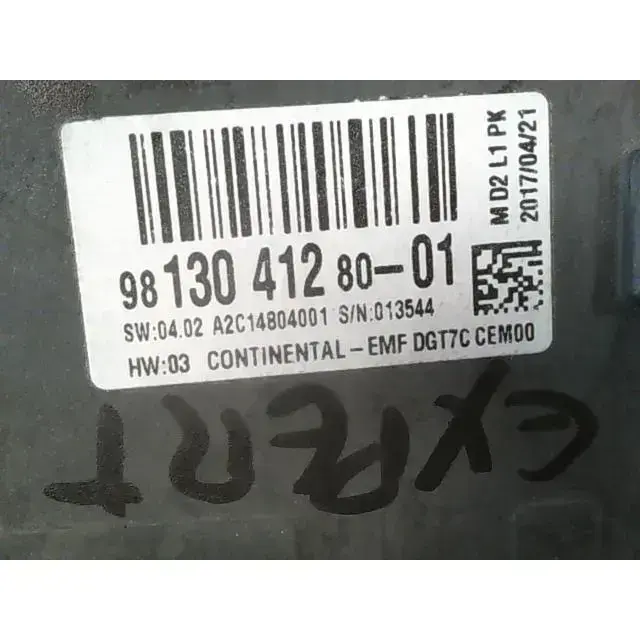 98 130 412 80-01
SW:04.02 A2C14804001 S/N:013544
HW:03 CONTINENTAL-EMF DGT7C CEM00
M D2 L1 PK
2017/04/21
EXPERT